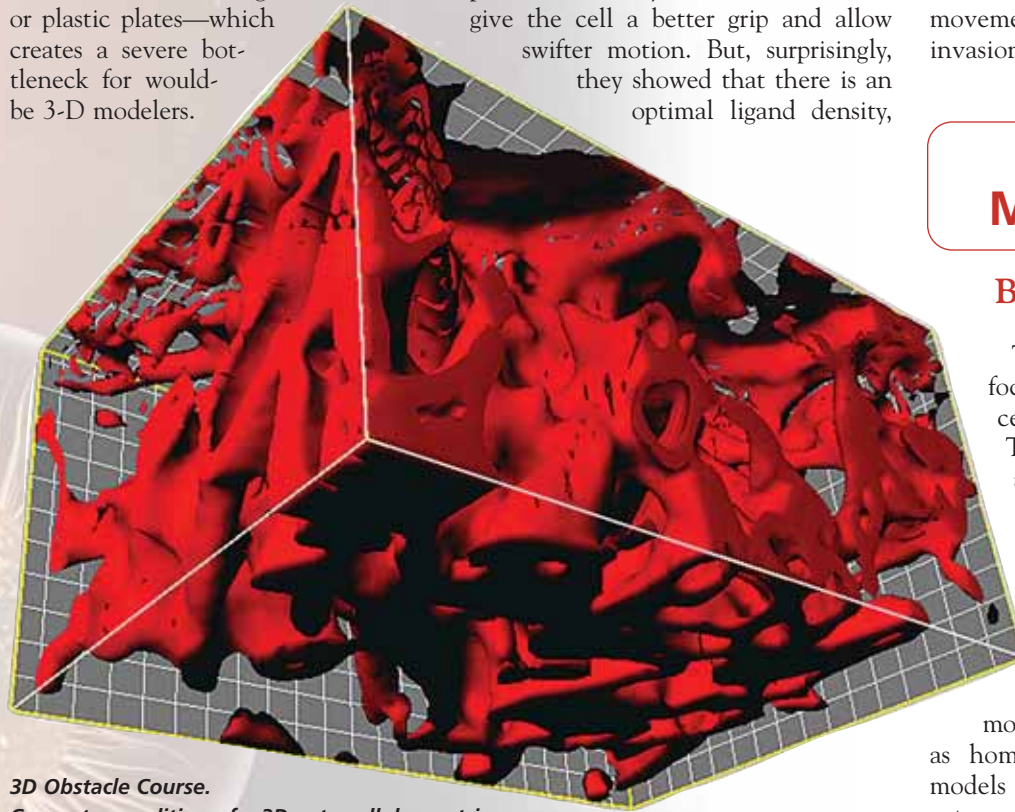 or plastic plates—which
creates a severe bot-
tleneck for would-
be 3-D modelers.
give the cell a better grip and allow
swifter motion. But, surprisingly,
they showed that there is an
optimal ligand density,
invasion
M
B
T
foc
ce
T
mo
as hom
models
3D Obstacle Course.